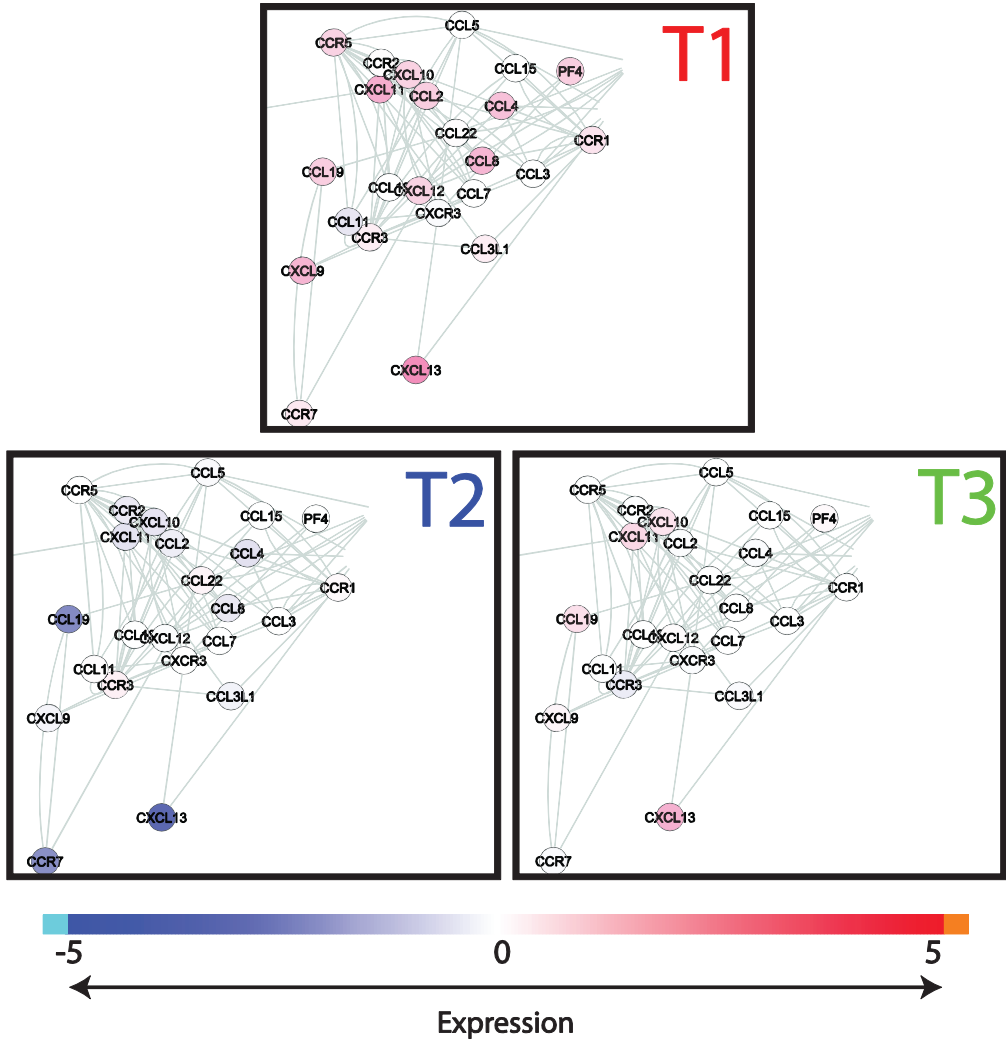 T1
CCL5
CCR5
CCR2
CCL15
PF4
CXCL10
CXCL11
CCL2
CCL4
CCL22
CCR1
CCL8
CCL19
CCL3
CXCL12
CCL7
CXCR3
CCL11
CCR3
CCL3L1
CXCL9
CXCL13
CCR7
T2
CCL5
CCR5
CCR2
CCL15
PF4
CXCL10
CXCL11
CCL2
CCL4
CCL22
CCR1
CCL8
CCL19
CCL3
CXCL12
CCL7
CXCR3
CCL11
CCR3
CCL3L1
CXCL9
CXCL13
CCR7
T3
CCL5
CCR5
CCR2
CCL15
PF4
CXCL10
CXCL11
CCL2
CCL4
CCL22
CCR1
CCL8
CCL19
CCL3
CXCL12
CCL7
CXCR3
CCL11
CCR3
CCL3L1
CXCL9
CXCL13
CCR7
-5 0 5
Expression